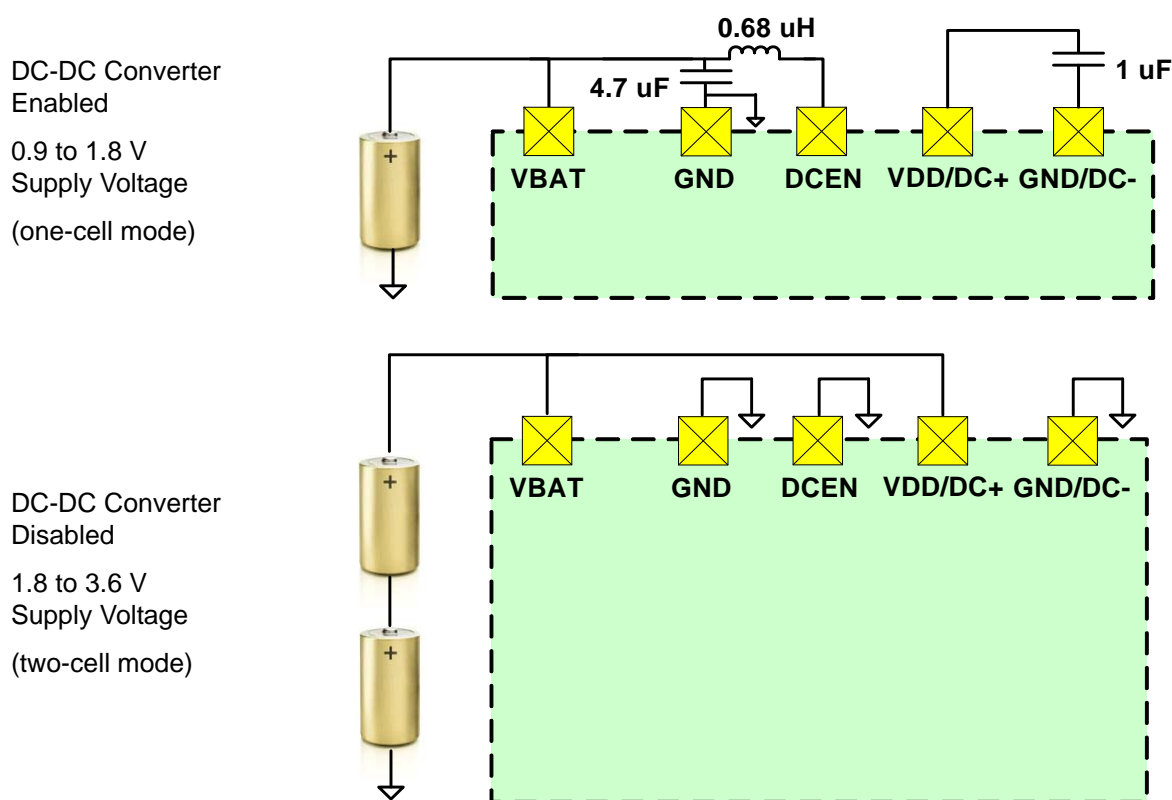 0.68 uH
DC-DC Converter
Enabled
4.7 uF
1 uF
0.9 to 1.8 V
Supply Voltage
(one-cell mode)
+
VBAT GND DCEN VDD/DC+ GND/DC-
DC-DC Converter
Disabled
1.8 to 3.6 V
Supply Voltage
(two-cell mode)
+
+
VBAT GND DCEN VDD/DC+ GND/DC-